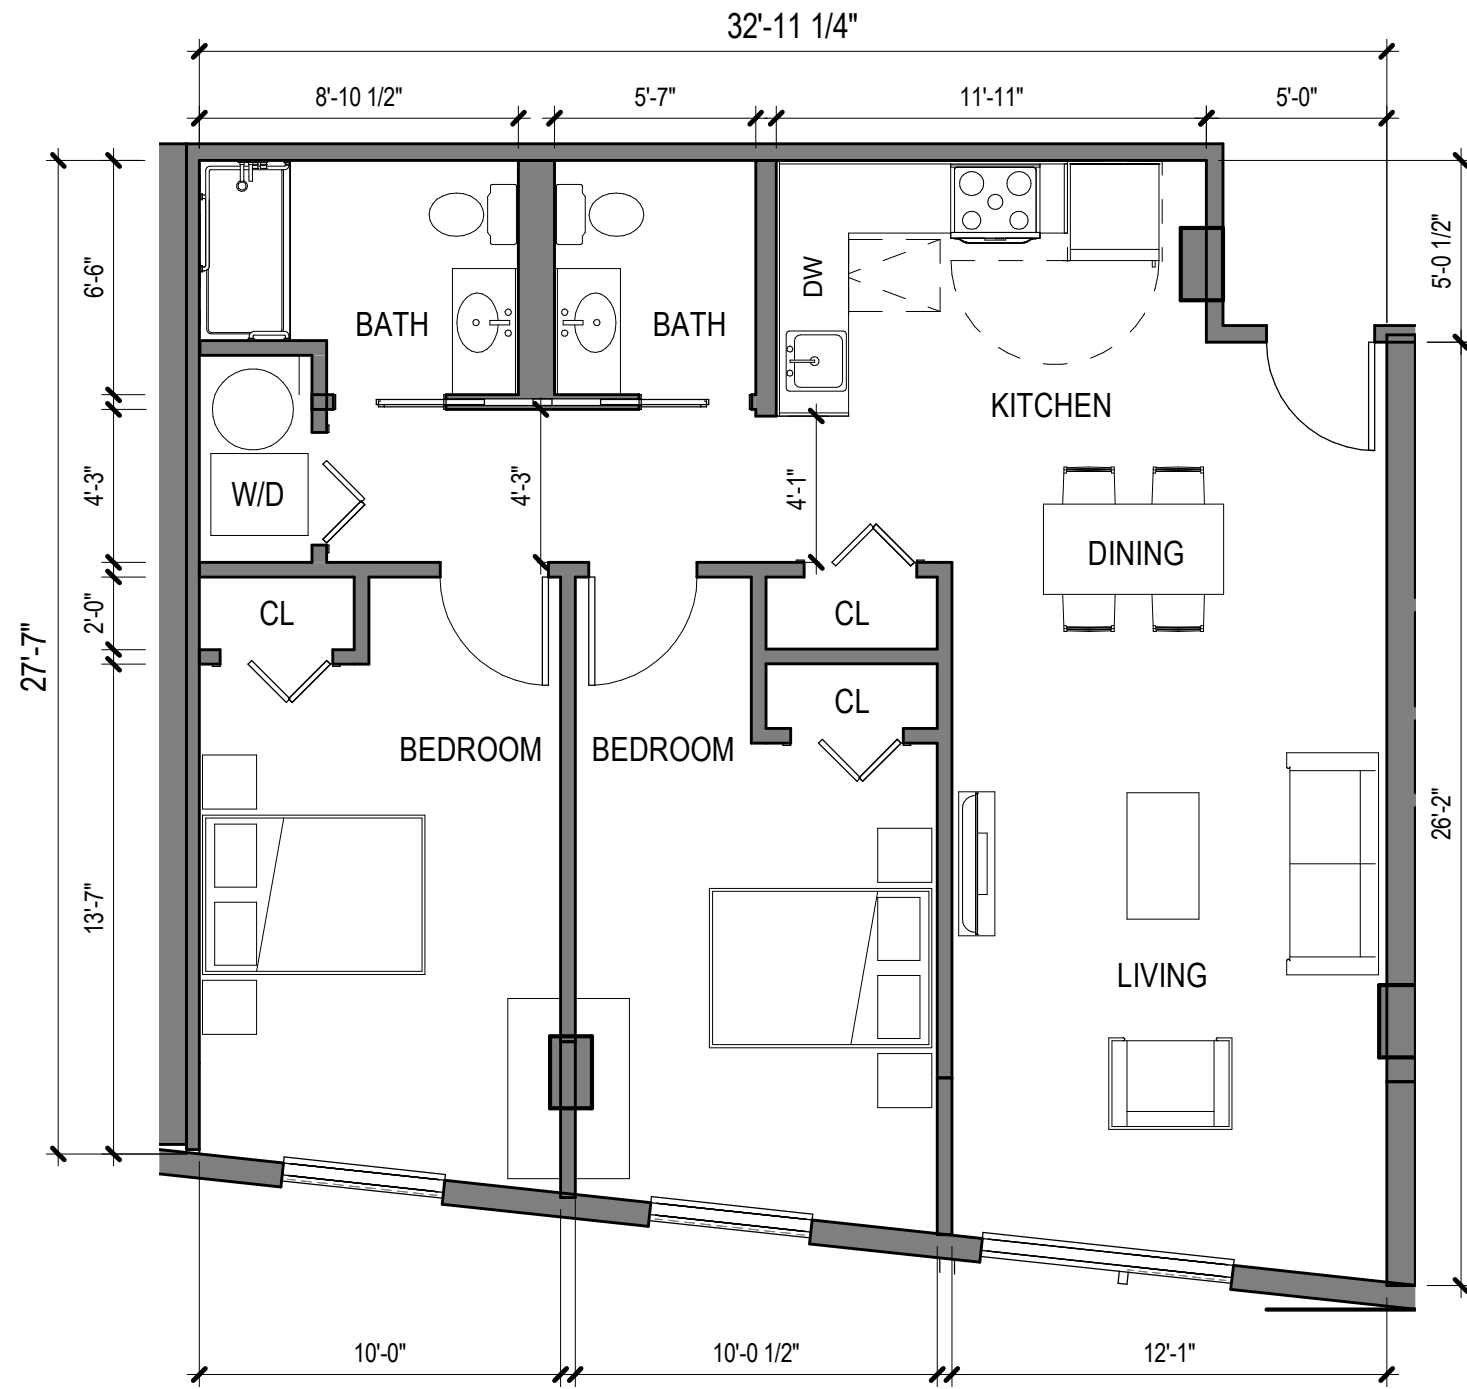 32'-11 1/4"
8'-10 1/2"
5'-7"
11'-11"
5'-0"
6'-6"
5'-0 1/2"
DW
BATH
BATH
KITCHEN
4'-3"
W/D
4'-3"
4'-1"
DINING
2'-0"
CL
CL
27'-7"
CL
BEDROOM
BEDROOM
26'-2"
13'-7"
LIVING
10'-0"
10'-0 1/2"
12'-1"